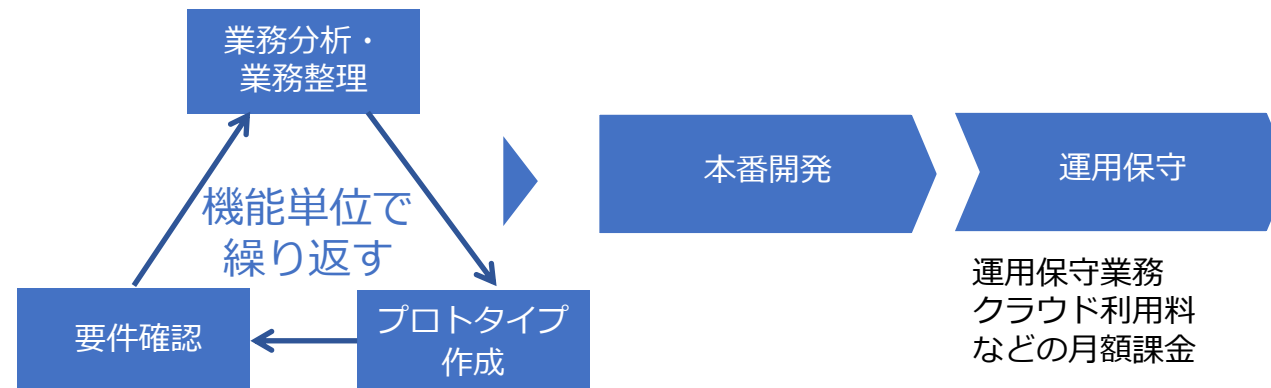 業務分析・
業務整理
機能単位で
繰り返す
要件確認
プロトタイプ
作成
本番開発
運用保守
運用保守業務
クラウド利用料
などの月額課金